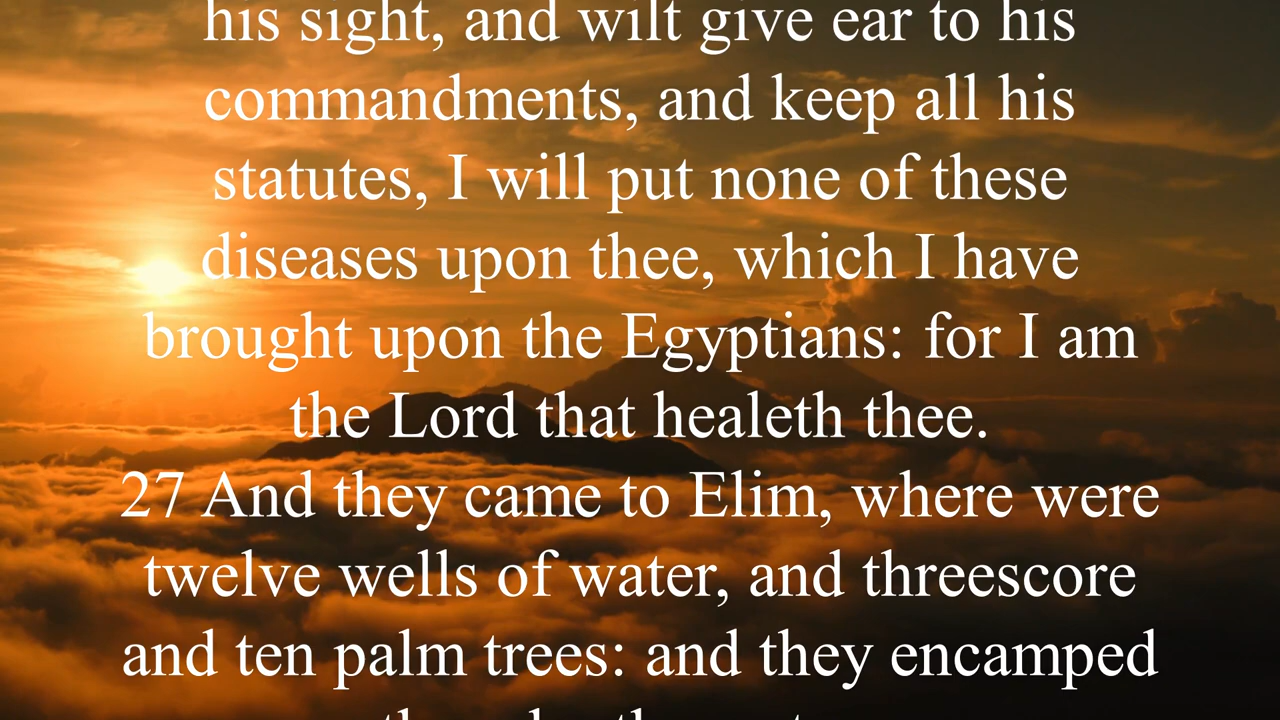 his sight, and wilt give ear to his
commandments, and keep all his
statutes, I will put none of these
diseases upon thee, which I have
brought upon the Egyptians: for I am
the Lord that healeth thee.
27 And they came to Elim, where were
twelve wells of water, and threescore
and ten palm trees: and they encamped